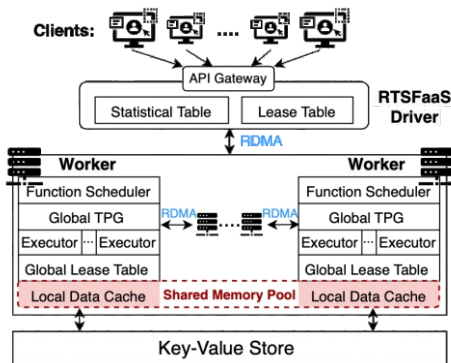 Clients:
....
API Gateway
Statistical Table
Lease Table
RTSFaaS
Driver
RDMA
Worker
Worker
Function Scheduler
Global TPG
Executor ... Executor
Global Lease Table
Local Data Cache
RDMA
....
RDMA
Shared Memory Pool
Function Scheduler
Global TPG
Executor ... Executor
Global Lease Table
Local Data Cache
Key-Value Store